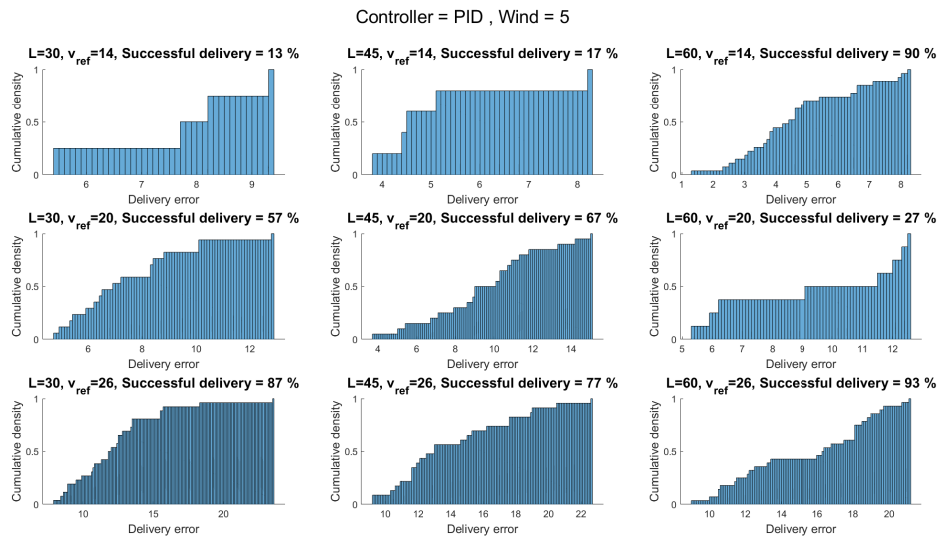 Controller = PID , Wind = 5
L=30, vref=14, Successful delivery = 13 %
Cumulative density
1
0.5
0
6 7 8 9
Delivery error
L=45, vref=14, Successful delivery = 17 %
Cumulative density
1
0.5
0
4 5 6 7 8
Delivery error
L=60, vref=14, Successful delivery = 90 %
Cumulative density
1
0.5
0
1 2 3 4 5 6 7 8
Delivery error
L=30, vref=20, Successful delivery = 57 %
Cumulative density
1
0.5
0
6 8 10 12
Delivery error
L=45, vref=20, Successful delivery = 67 %
Cumulative density
1
0.5
0
4 6 8 10 12 14
Delivery error
L=60, vref=20, Successful delivery = 27 %
Cumulative density
1
0.5
0
5 6 7 8 9 10 11 12
Delivery error
L=30, vref=26, Successful delivery = 87 %
Cumulative density
1
0.5
0
10 15 20
Delivery error
L=45, vref=26, Successful delivery = 77 %
Cumulative density
1
0.5
0
10 12 14 16 18 20 22
Delivery error
L=60, vref=26, Successful delivery = 93 %
Cumulative density
1
0.5
0
10 12 14 16 18 20
Delivery error